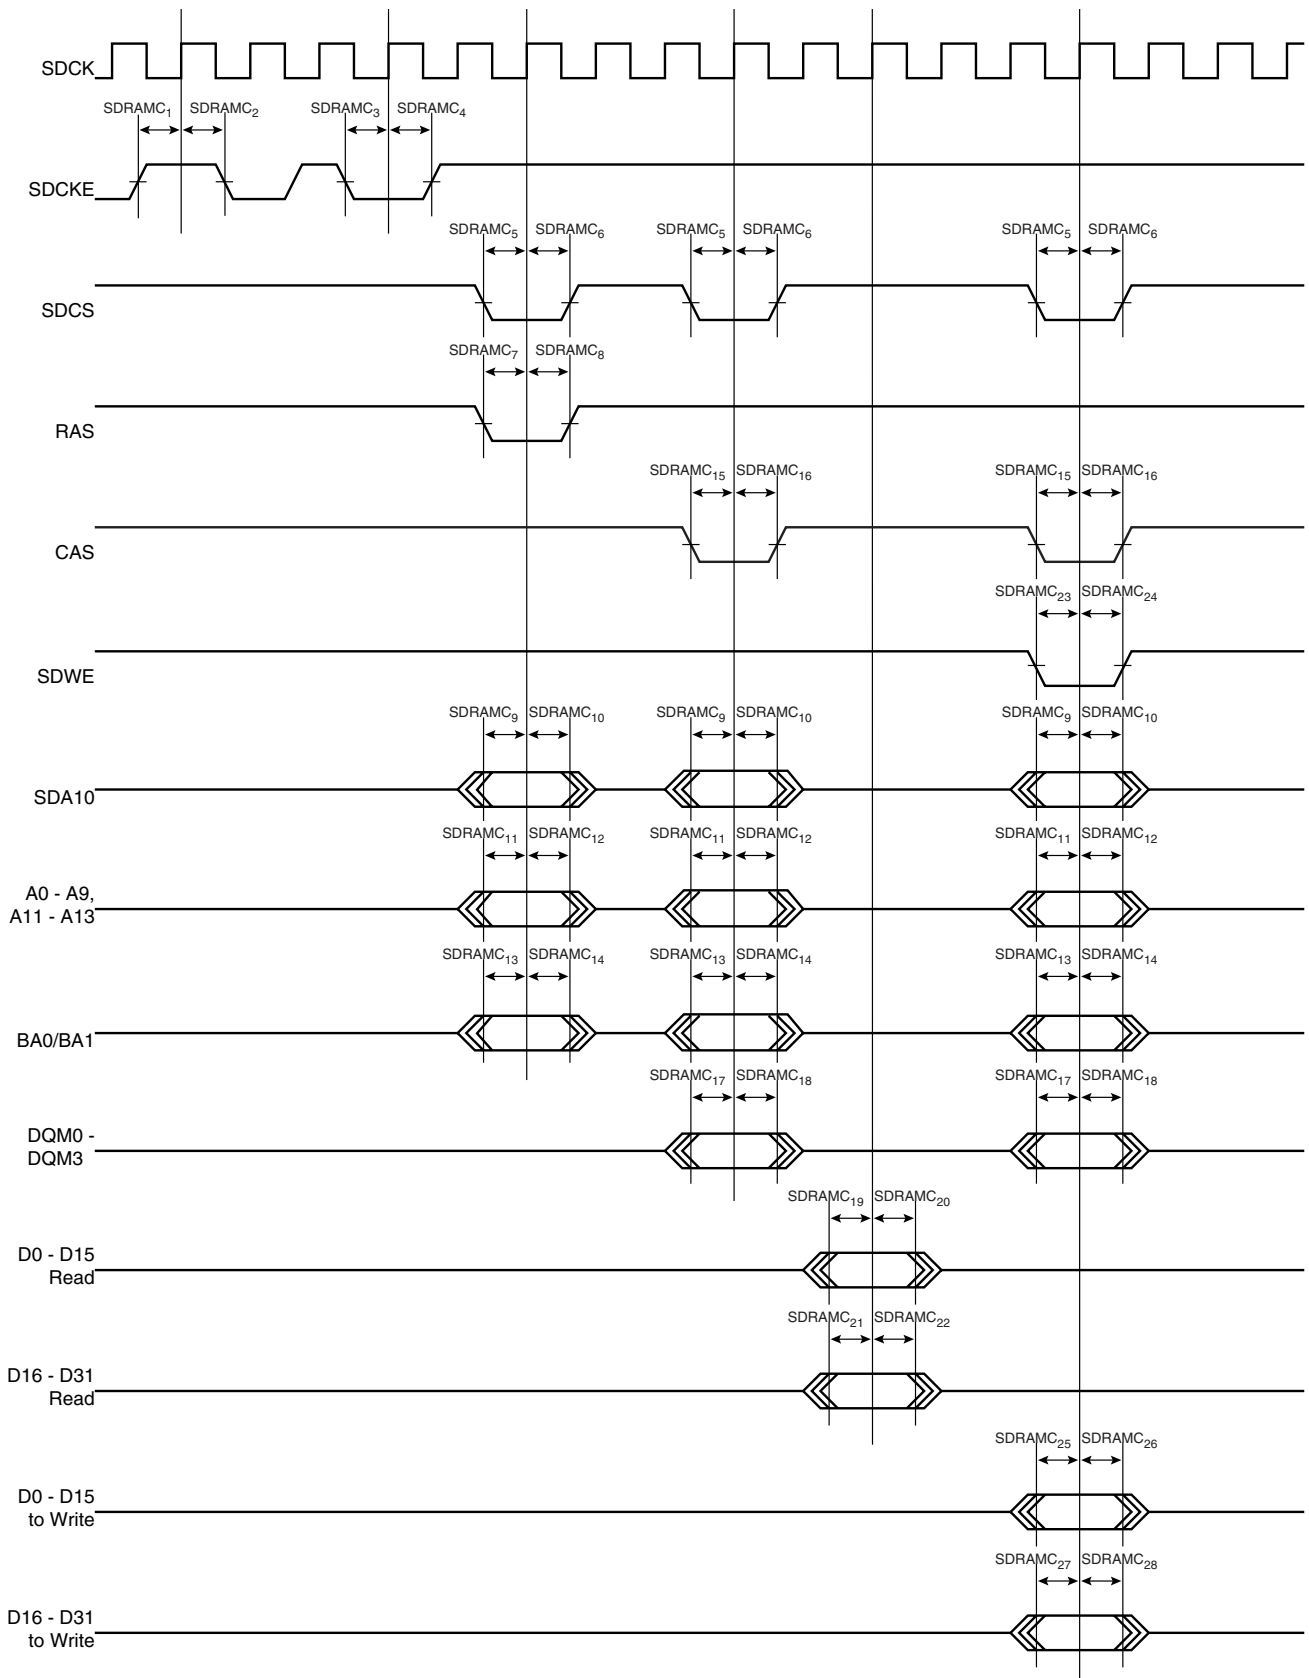 SDCK
SDRAMC1 SDRAMC2 SDRAMC3 SDRAMC4
SDCKE
SDRAMC5 SDRAMC6 SDRAMC5 SDRAMC6 SDRAMC5 SDRAMC6
SDCS
SDRAMC7 SDRAMC8
RAS
SDRAMC15 SDRAMC16 SDRAMC15 SDRAMC16
CAS
SDRAMC23 SDRAMC24
SDWE
SDRAMC9 SDRAMC10 SDRAMC9 SDRAMC10 SDRAMC9 SDRAMC10
SDA10
SDRAMC11 SDRAMC12 SDRAMC11 SDRAMC12 SDRAMC11 SDRAMC12
A0 - A9,
A11 - A13
SDRAMC13 SDRAMC14 SDRAMC13 SDRAMC14 SDRAMC13 SDRAMC14
BA0/BA1
SDRAMC17 SDRAMC18 SDRAMC17 SDRAMC18
DQM0 -
DQM3
SDRAMC19 SDRAMC20
D0 - D15
Read
SDRAMC21 SDRAMC22
D16 - D31
Read
SDRAMC25 SDRAMC26
D0 - D15
to Write
SDRAMC27 SDRAMC28
D16 - D31
to Write